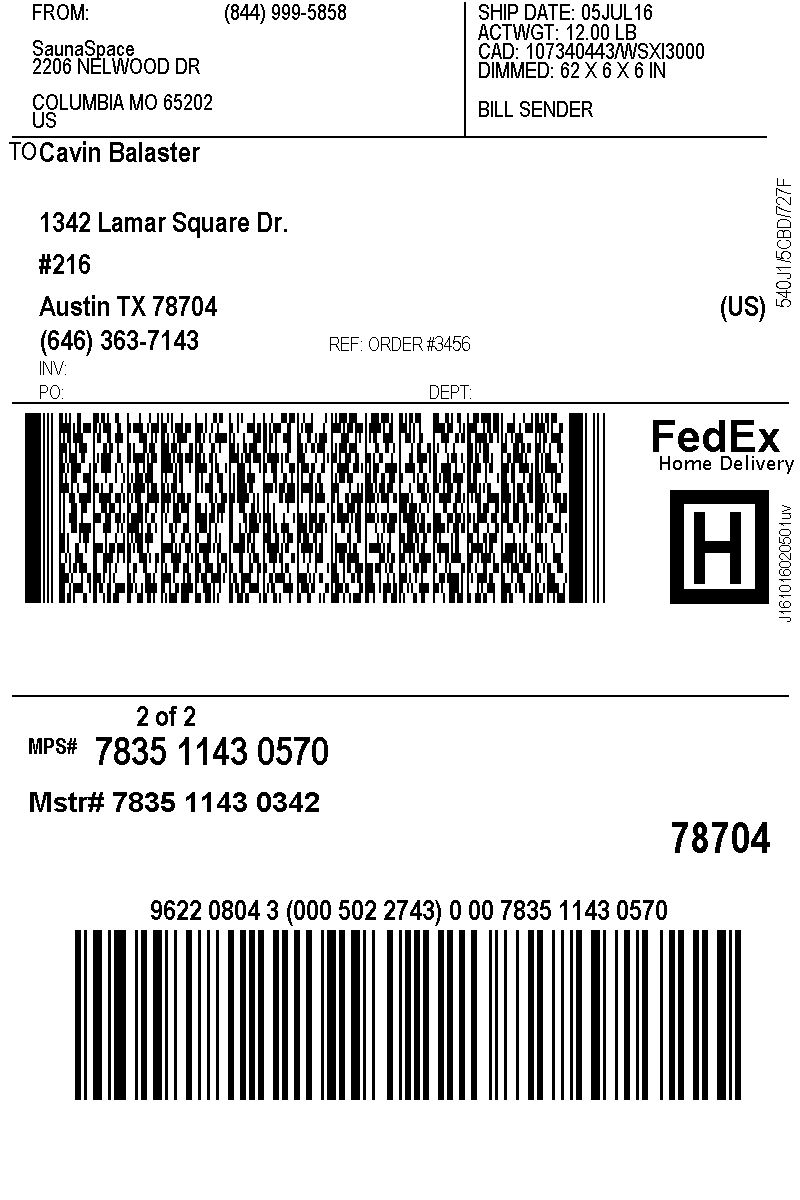 FROM: (844) 999-5858
SaunaSpace
2206 NELWOOD DR
COLUMBIA MO 65202
US
SHIP DATE: 05JUL16
ACTWGT: 12.00 LB
CAD: 107340443/WSXI3000
DIMMED: 62 X 6 X 6 IN
BILL SENDER
TO Cavin Balaster
1342 Lamar Square Dr.
#216
Austin TX 78704 (US)
(646) 363-7143 REF: ORDER #3456
INV:
PO: DEPT:
540J1/5CBD/727F
FedEx
Home Delivery
H
J161016020501uv
2 of 2
MPS# 7835 1143 0570
Mstr# 7835 1143 0342
78704
9622 0804 3 (000 502 2743) 0 00 7835 1143 0570